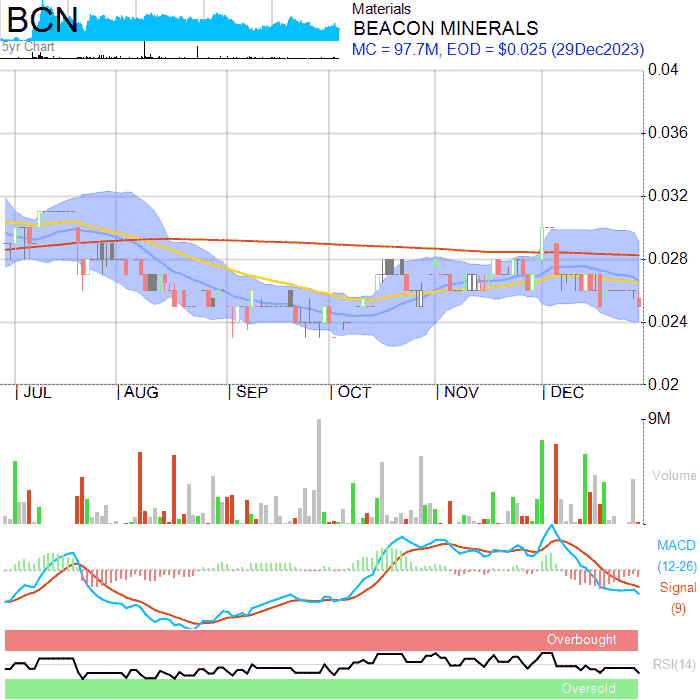 BCN
5yr Chart
Materials
BEACON MINERALS
MC = 97.7M, EOD = $0.025 (29Dec2023)
0.04
0.036
0.032
0.028
0.024
0.02
JUL AUG SEP OCT NOV DEC
9M
Volume
MACD
(12-26)
Signal
(9)
Overbought
RSI(14)
Oversold